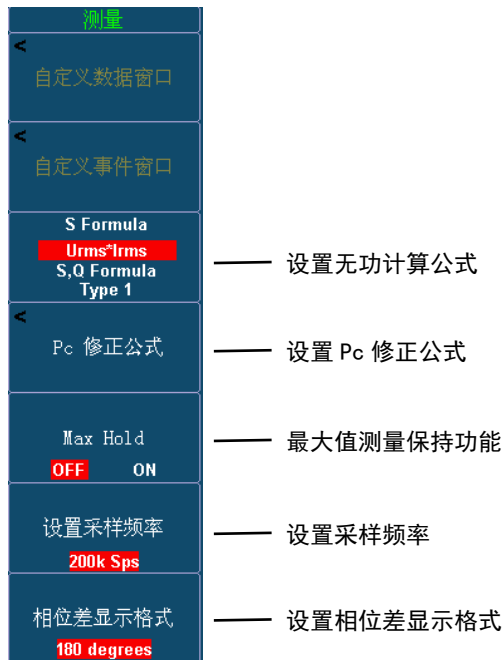 测量
<
自定义数据窗口
<
自定义事件窗口
S Formula
Urms*Irms
S,Q Formula
Type 1
设置无功计算公式
<
Pc 修正公式
设置 Pc 修正公式
Max Hold
OFF ON
最大值测量保持功能
设置采样频率
200k Sps
设置采样频率
相位差显示格式
180 degrees
设置相位差显示格式